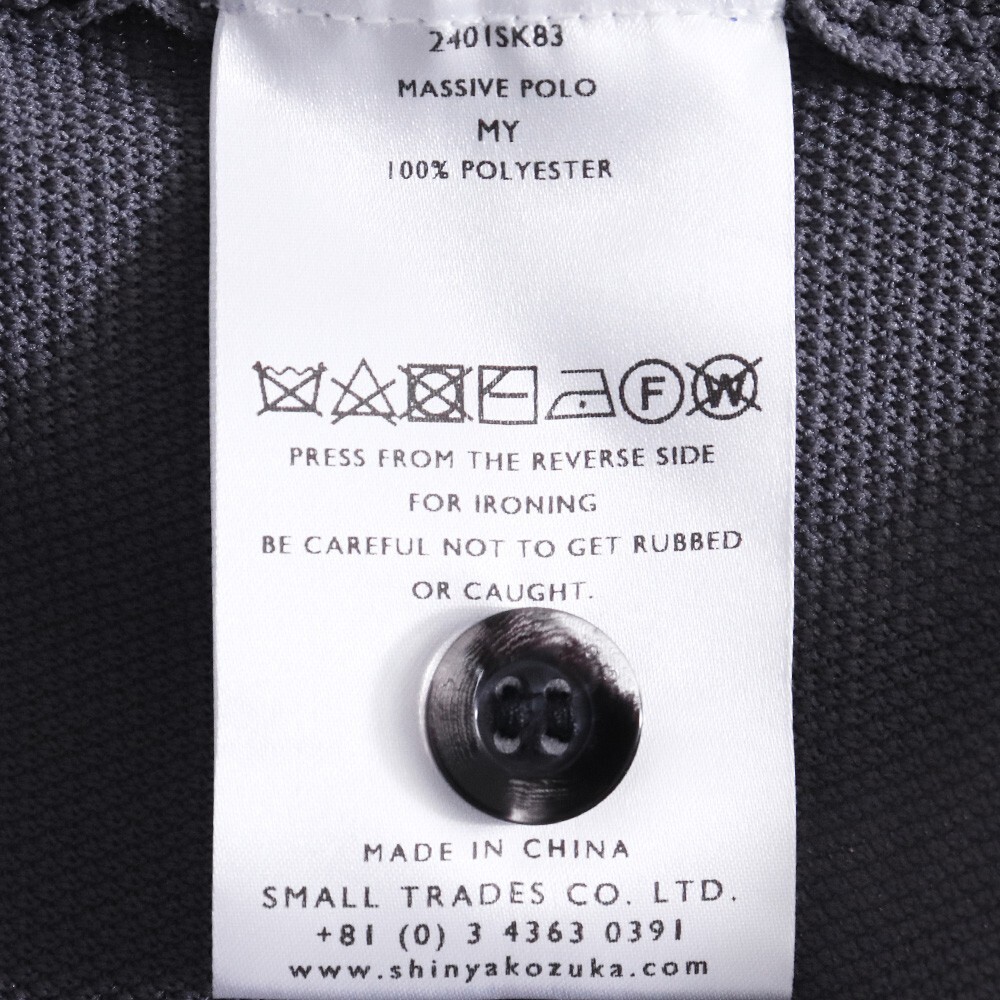 2401SK83
MASSIVE POLO
MY
100% POLYESTER
F W
PRESS FROM THE REVERSE SIDE
FOR IRONING
BE CAREFUL NOT TO GET RUBBED
OR CAUGHT.
MADE IN CHINA
SMALL TRADES CO. LTD.
+81 (0) 3 4363 0391
www.shinyakozuka.com